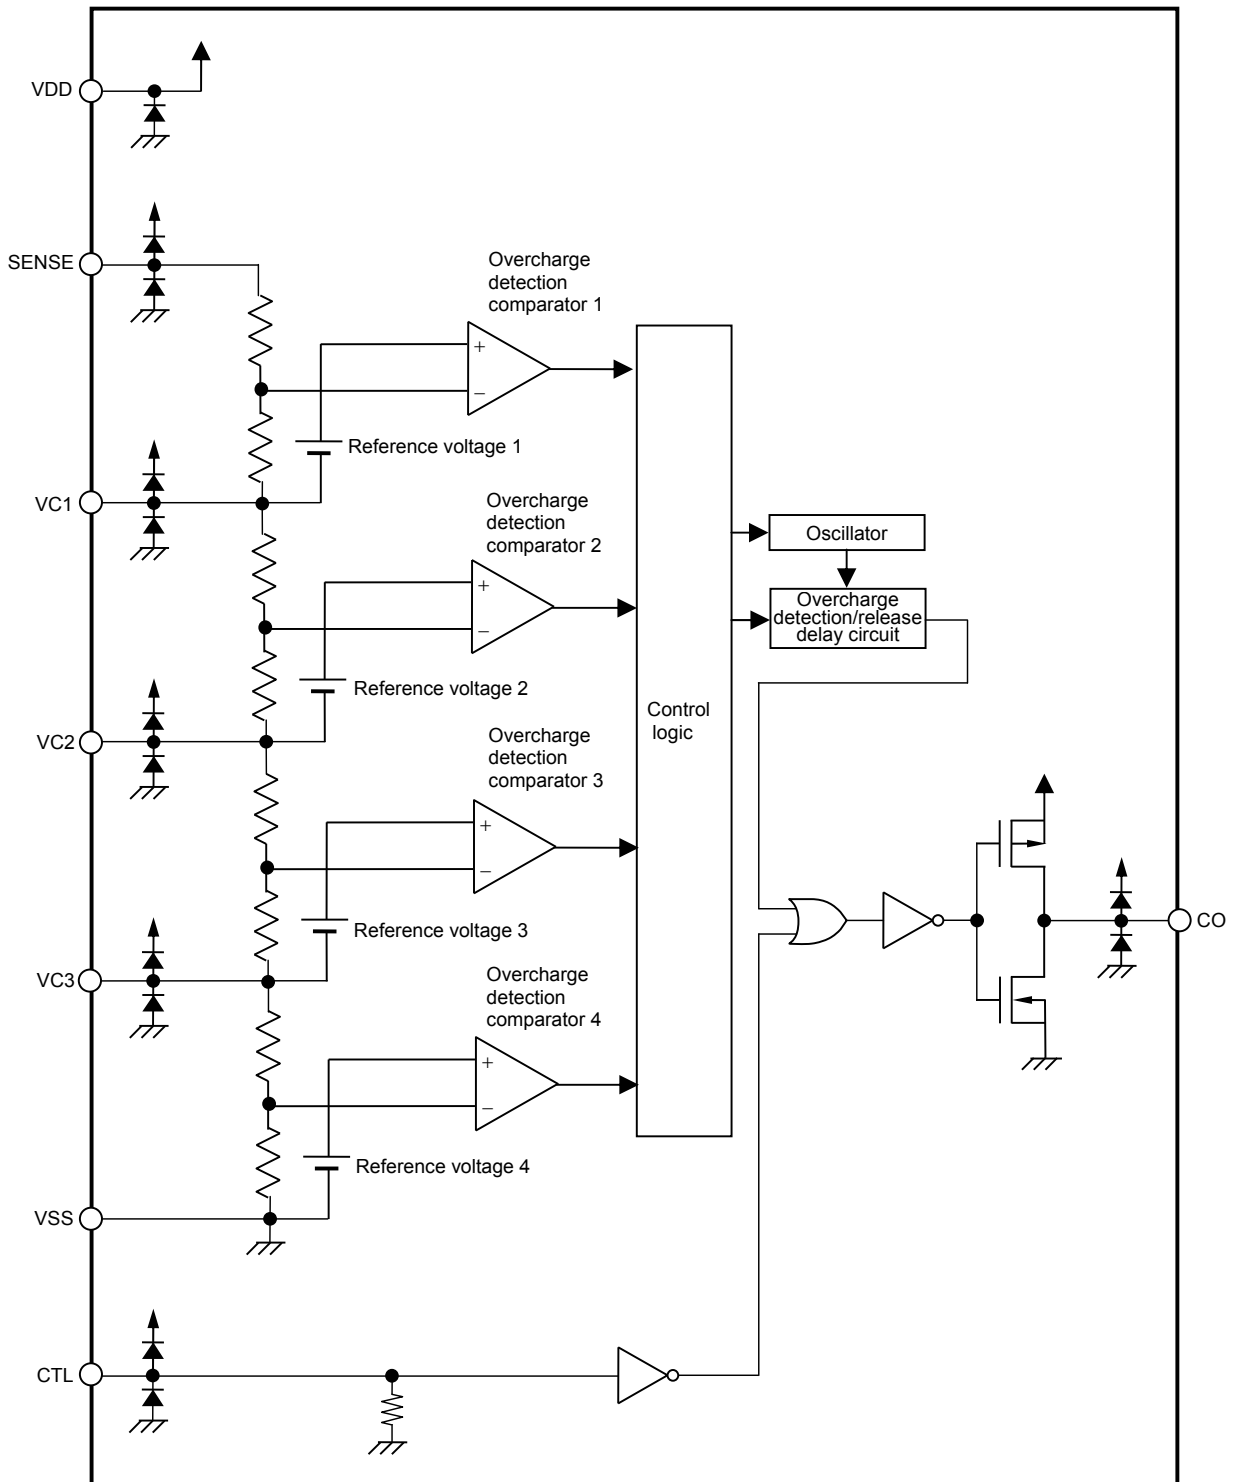 VDD
SENSE
Overcharge
detection
comparator 1
+
−
Reference voltage 1
VC1
Overcharge
detection
comparator 2
Oscillator
+
−
Overcharge
detection/release
delay circuit
Reference voltage 2
Control
logic
VC2
Overcharge
detection
comparator 3
+
−
Reference voltage 3
CO
VC3
Overcharge
detection
comparator 4
+
−
Reference voltage 4
VSS
CTL